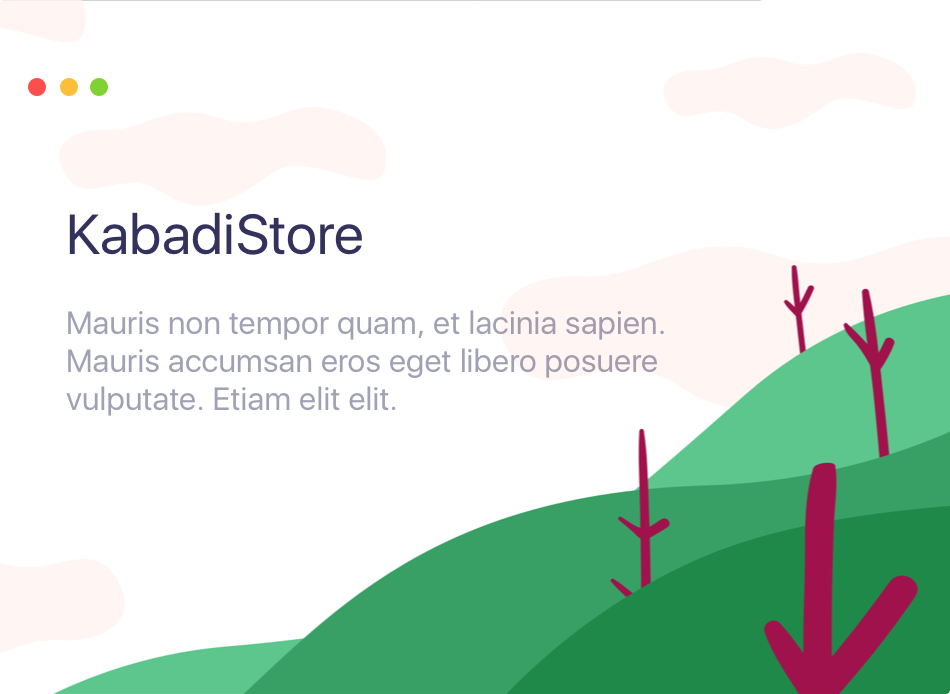 KabadiStore
Mauris non tempor quam, et lacinia sapien.
Mauris accumsan eros eget libero posuere
vulputate. Etiam elit elit.